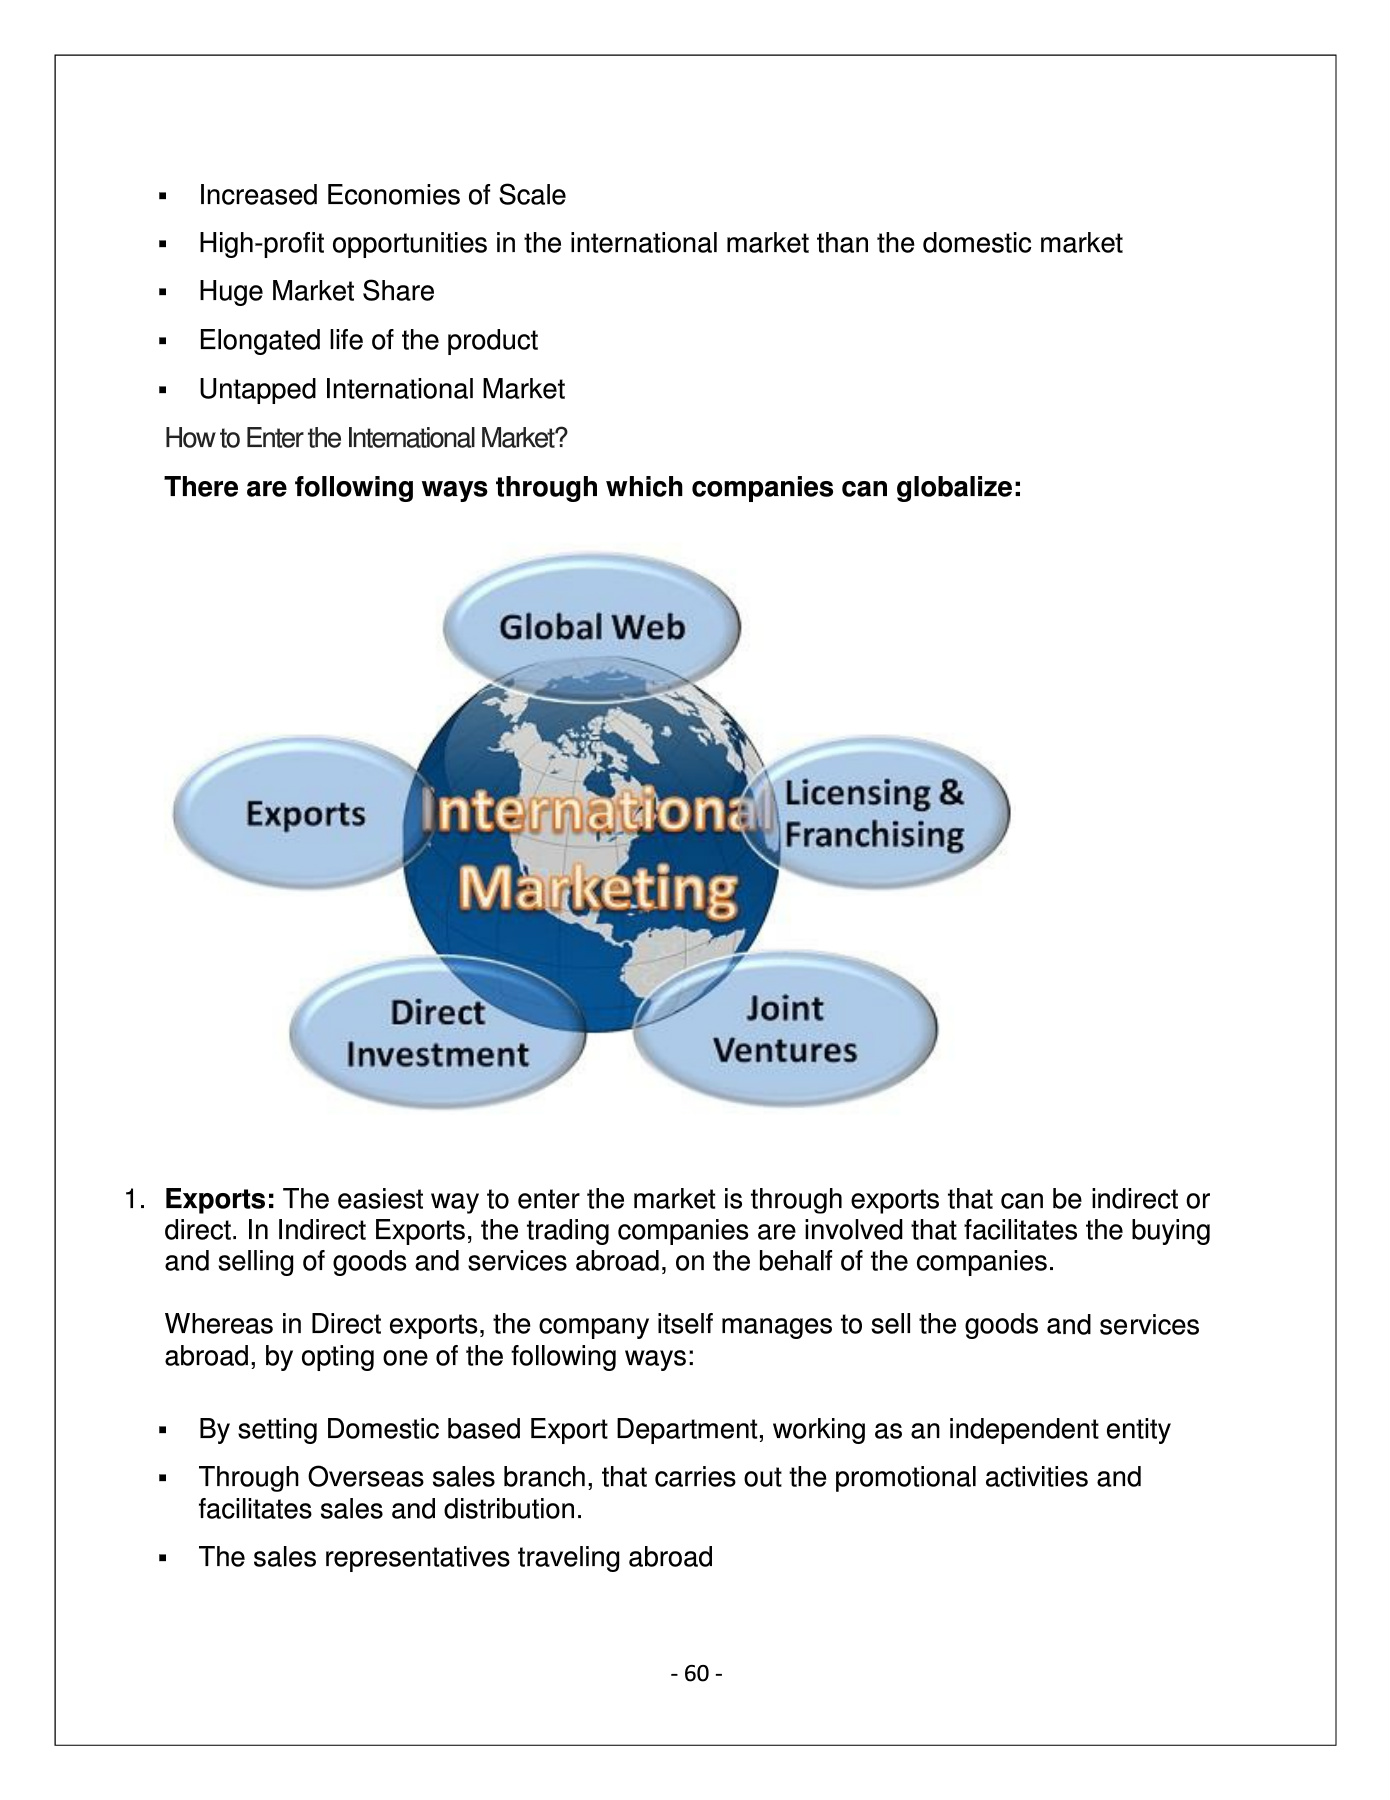 ▪ Increased Economies of Scale
▪ High-profit opportunities in the international market than the domestic market
▪ Huge Market Share
▪ Elongated life of the product
▪ Untapped International Market
How to Enter the International Market?
There are following ways through which companies can globalize:
Global Web
Exports
International
Marketing
Licensing &
Franchising
Direct
Investment
Joint
Ventures
1. Exports: The easiest way to enter the market is through exports that can be indirect or
direct. In Indirect Exports, the trading companies are involved that facilitates the buying
and selling of goods and services abroad, on the behalf of the companies.
Whereas in Direct exports, the company itself manages to sell the goods and services
abroad, by opting one of the following ways:
▪ By setting Domestic based Export Department, working as an independent entity
▪ Through Overseas sales branch, that carries out the promotional activities and
facilitates sales and distribution.
▪ The sales representatives traveling abroad
- 60 -